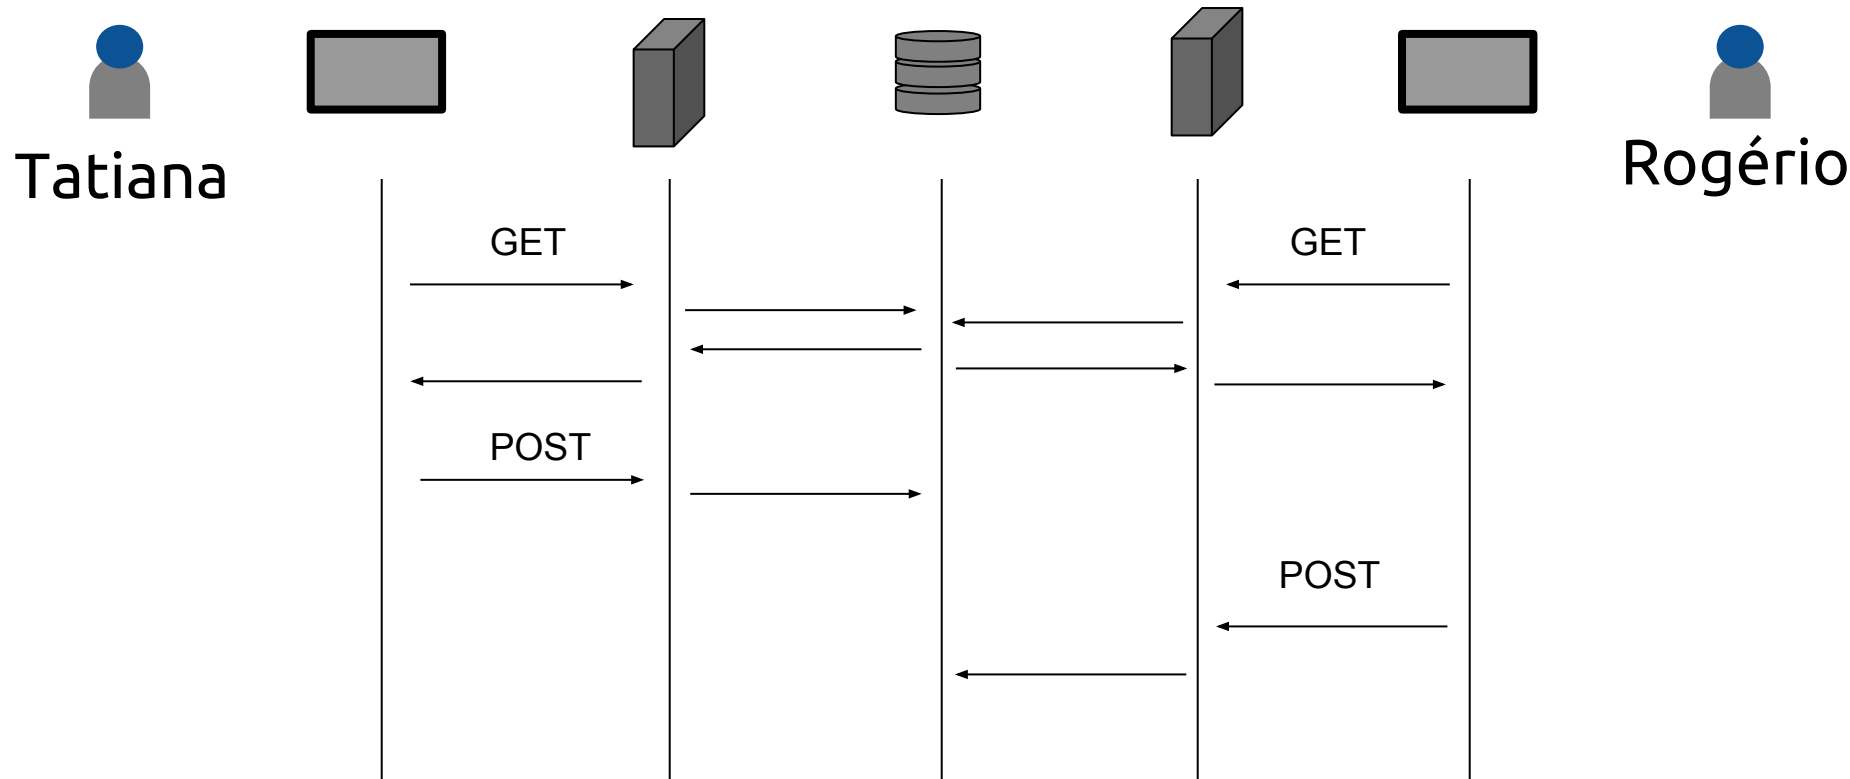 Tatiana
Rogério
GET
GET
POST
POST